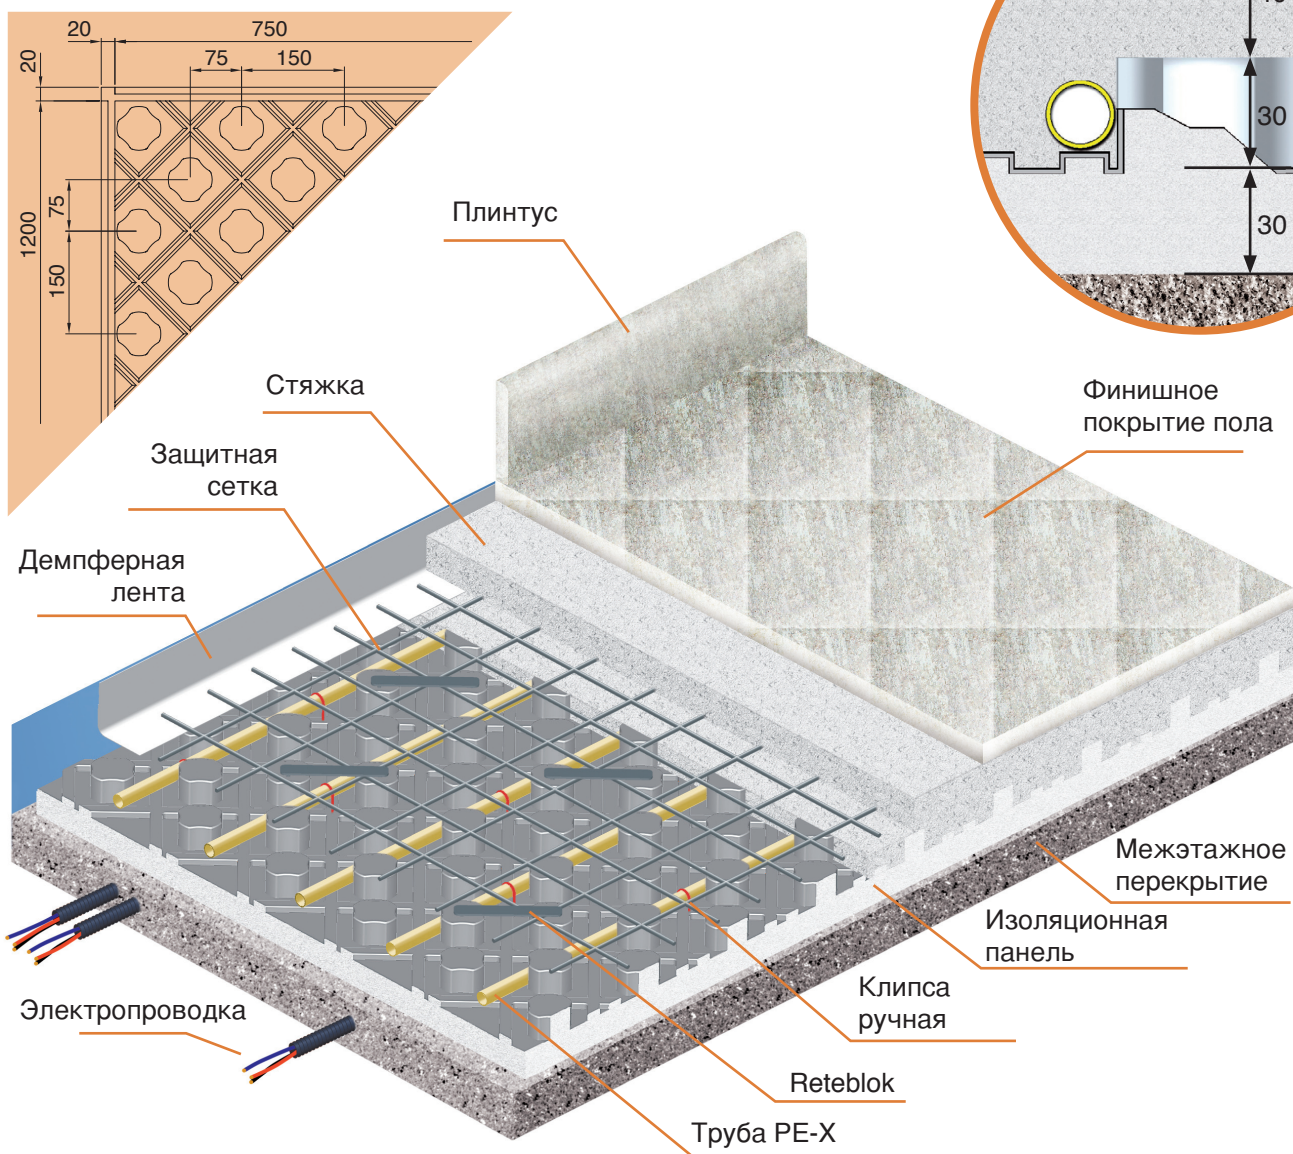 20
750
75
150
20
1200
75
150
30
30
Плинтус
Стяжка
Финишное
покрытие пола
Защитная
сетка
Демпферная
лента
Межэтажное
перекрытие
Изоляционная
панель
Клипса
ручная
Электропроводка
Reteblok
Труба PE-X